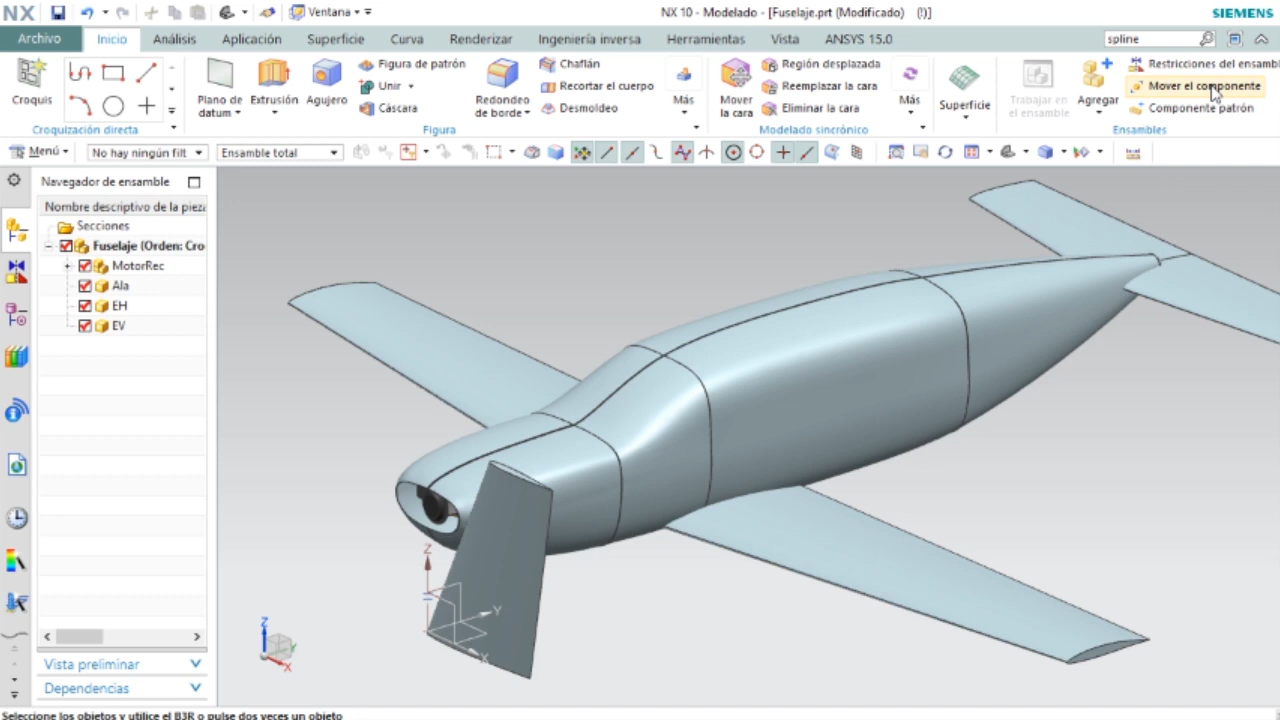 NX Ventana NX 10 - Modelado - [Fuselaje.prt (Modificado) (!)] SIEMENS
Archivo Inicio Análisis Aplicación Superficie Curva Renderizar Ingeniería inversa Herramientas Vista ANSYS 15.0 spline
Croquis
Croquización directa
Plano de datum
Extrusión
Agujero
Figura de patrón
Unir
Cáscara
Redondeo de borde
Chaflán
Recortar el cuerpo
Desmoldeo
Más
Figura
Mover la cara
Región desplazada
Reemplazar la cara
Eliminar la cara
Más
Modelado sincrónico
Superficie
Trabajar en el ensamble
Agregar
Restricciones del ensambl
Mover el componente
Componente patrón
Ensambles
Menú No hay ningún filt Ensamble total
Navegador de ensamble
Nombre descriptivo de la pieza
Secciones
Fuselaje (Orden: Cro
MotorRec
Ala
EH
EV
Vista preliminar
Dependencias
Z
Y
X
Z
Y
X
Seleccione los objetos y utilice el B3R o pulse dos veces un objeto